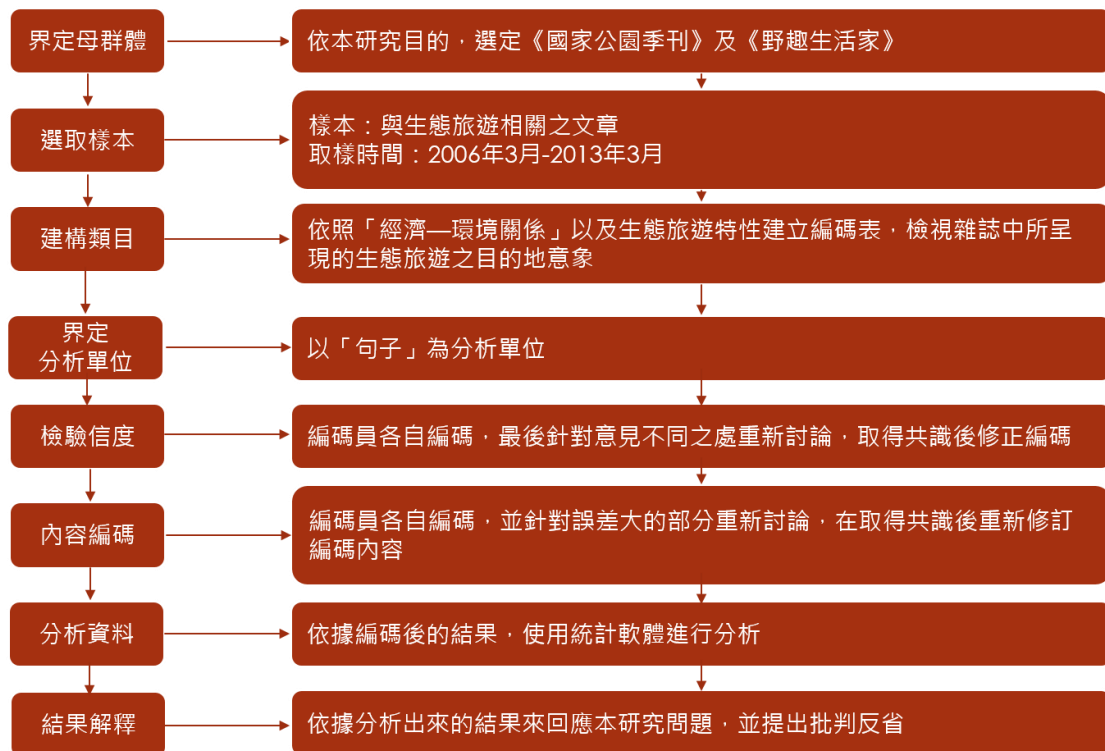 界定母群體
依本研究目的，選定《國家公園季刊》及《野趣生活家》
選取樣本
樣本：與生態旅遊相關之文章
取樣時間：2006年3月-2013年3月
建構類目
依照「經濟—環境關係」以及生態旅遊特性建立編碼表，檢視雜誌中所呈
現的生態旅遊之目的地意象
界定
分析單位
以「句子」為分析單位
檢驗信度
編碼員各自編碼，最後針對意見不同之處重新討論，取得共識後修正編碼
內容編碼
編碼員各自編碼，並針對誤差大的部分重新討論，在取得共識後重新修訂
編碼內容
分析資料
依據編碼後的結果，使用統計軟體進行分析
結果解釋
依據分析出來的結果來回應本研究問題，並提出批判反省